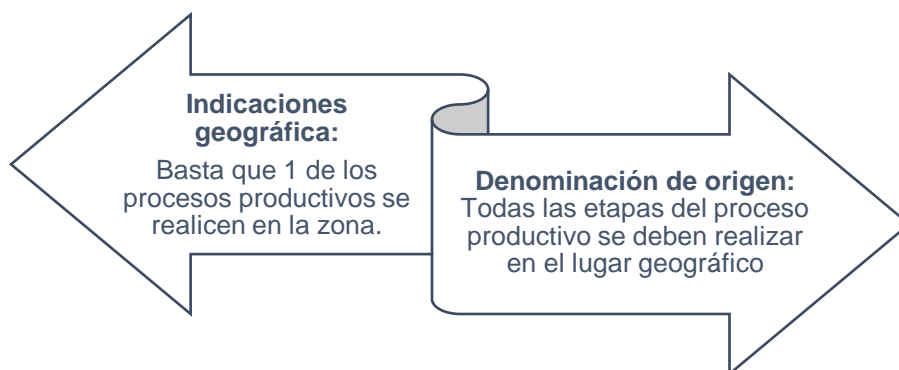 Indicaciones
geográfica:
Basta que 1 de los
procesos productivos se
realicen en la zona.
Denominación de origen:
Todas las etapas del proceso
productivo se deben realizar
en el lugar geográfico